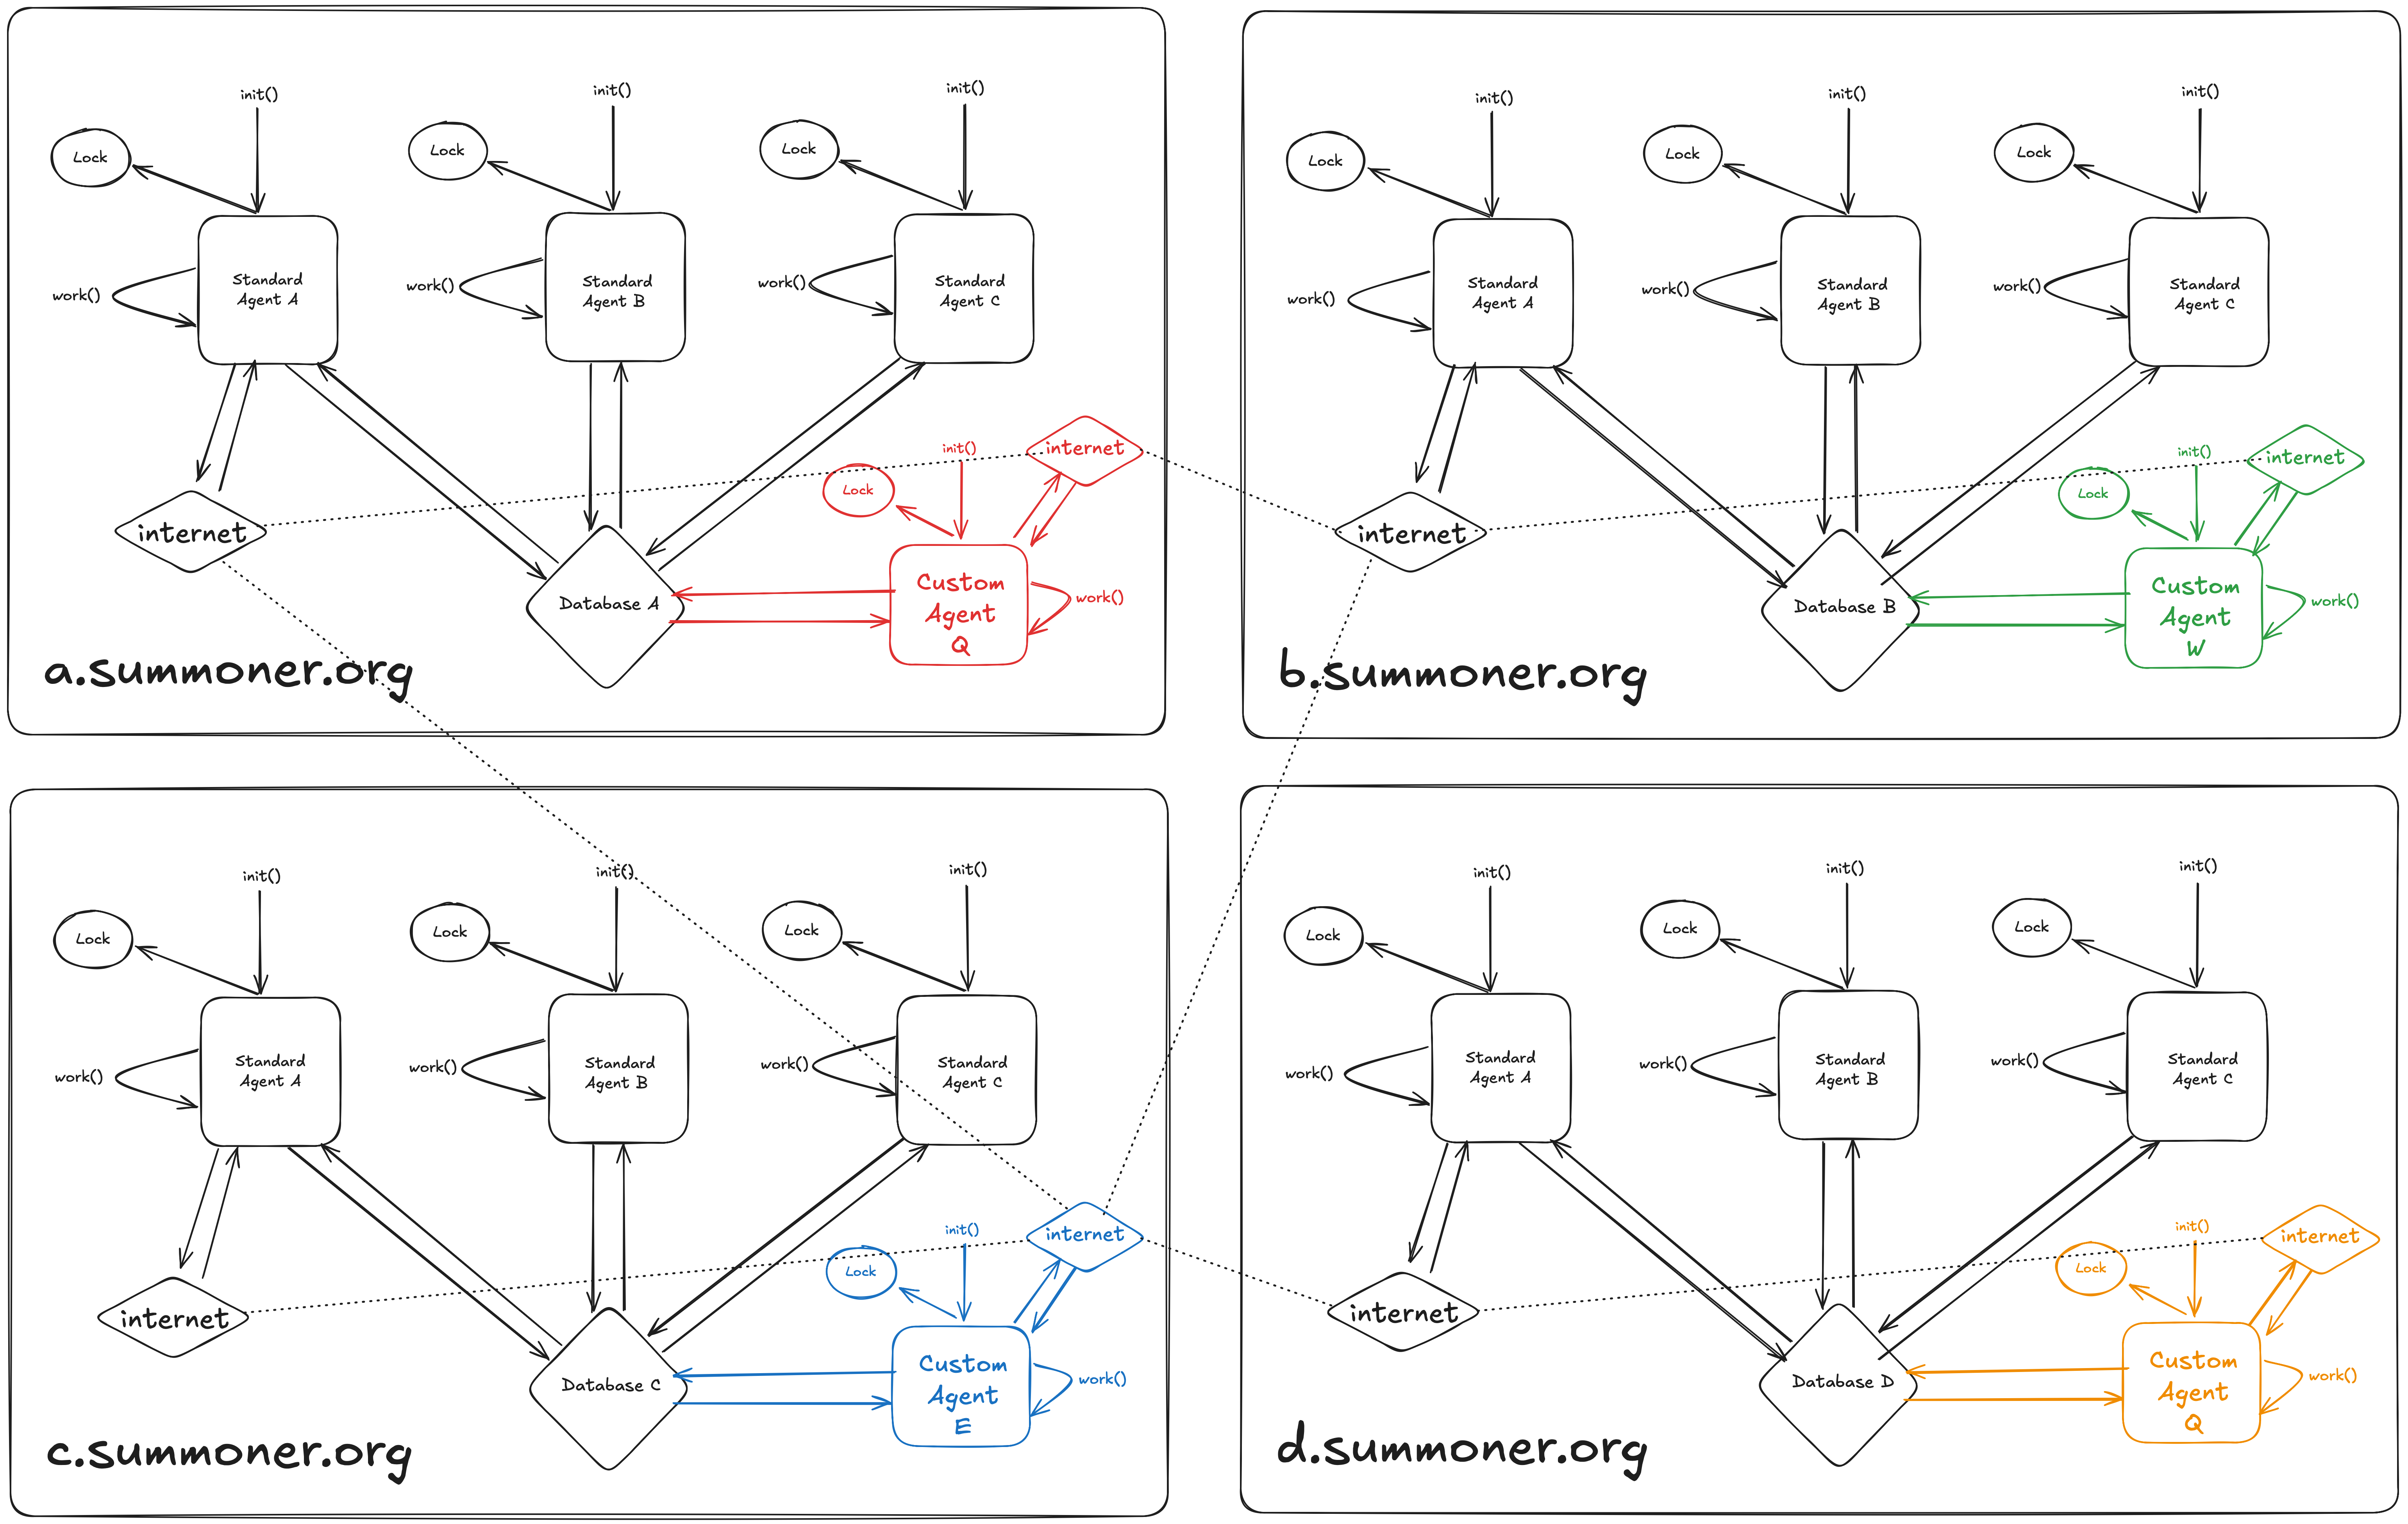 init()
init()
init()
Lock
Lock
Lock
Standard
Agent A
work()
Standard
Agent B
work()
Standard
Agent C
work()
internet
init()
Lock
internet
Database A
Custom
Agent
Q
work()
a.summoner.org
init()
init()
init()
Lock
Lock
Lock
Standard
Agent A
work()
Standard
Agent B
work()
Standard
Agent C
work()
internet
init()
Lock
internet
Database B
Custom
Agent
W
work()
b.summoner.org
init()
init()
init()
Lock
Lock
Lock
Standard
Agent A
work()
Standard
Agent B
work()
Standard
Agent C
work()
internet
init()
Lock
internet
Database C
Custom
Agent
E
work()
c.summoner.org
init()
init()
init()
Lock
Lock
Lock
Standard
Agent A
work()
Standard
Agent B
work()
Standard
Agent C
work()
internet
init()
Lock
internet
Database D
Custom
Agent
Q
work()
d.summoner.org